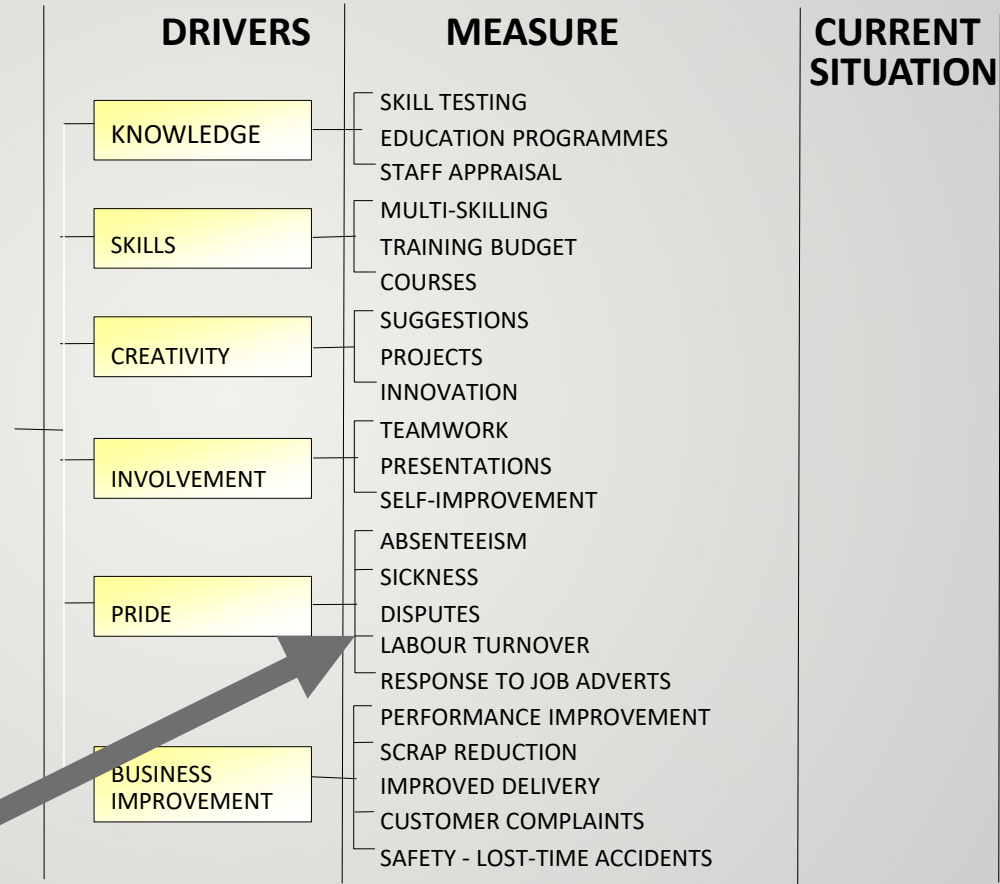 DRIVERS
MEASURE
CURRENT
SITUATION
KNOWLEDGE
SKILL TESTING
EDUCATION PROGRAMMES
STAFF APPRAISAL
SKILLS
MULTI-SKILLING
TRAINING BUDGET
COURSES
CREATIVITY
SUGGESTIONS
PROJECTS
INNOVATION
INVOLVEMENT
TEAMWORK
PRESENTATIONS
SELF-IMPROVEMENT
PRIDE
ABSENTEEISM
SICKNESS
DISPUTES
LABOUR TURNOVER
RESPONSE TO JOB ADVERTS
BUSINESS
IMPROVEMENT
PERFORMANCE IMPROVEMENT
SCRAP REDUCTION
IMPROVED DELIVERY
CUSTOMER COMPLAINTS
SAFETY - LOST-TIME ACCIDENTS